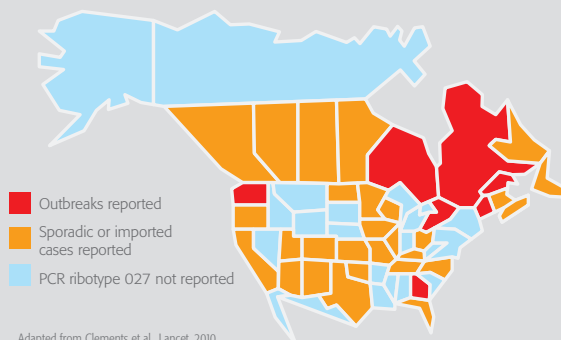 Outbreaks reported
Sporadic or imported
cases reported
PCR ribotype 027 not reported
Adapted from Clements et al., Lancet, 2010